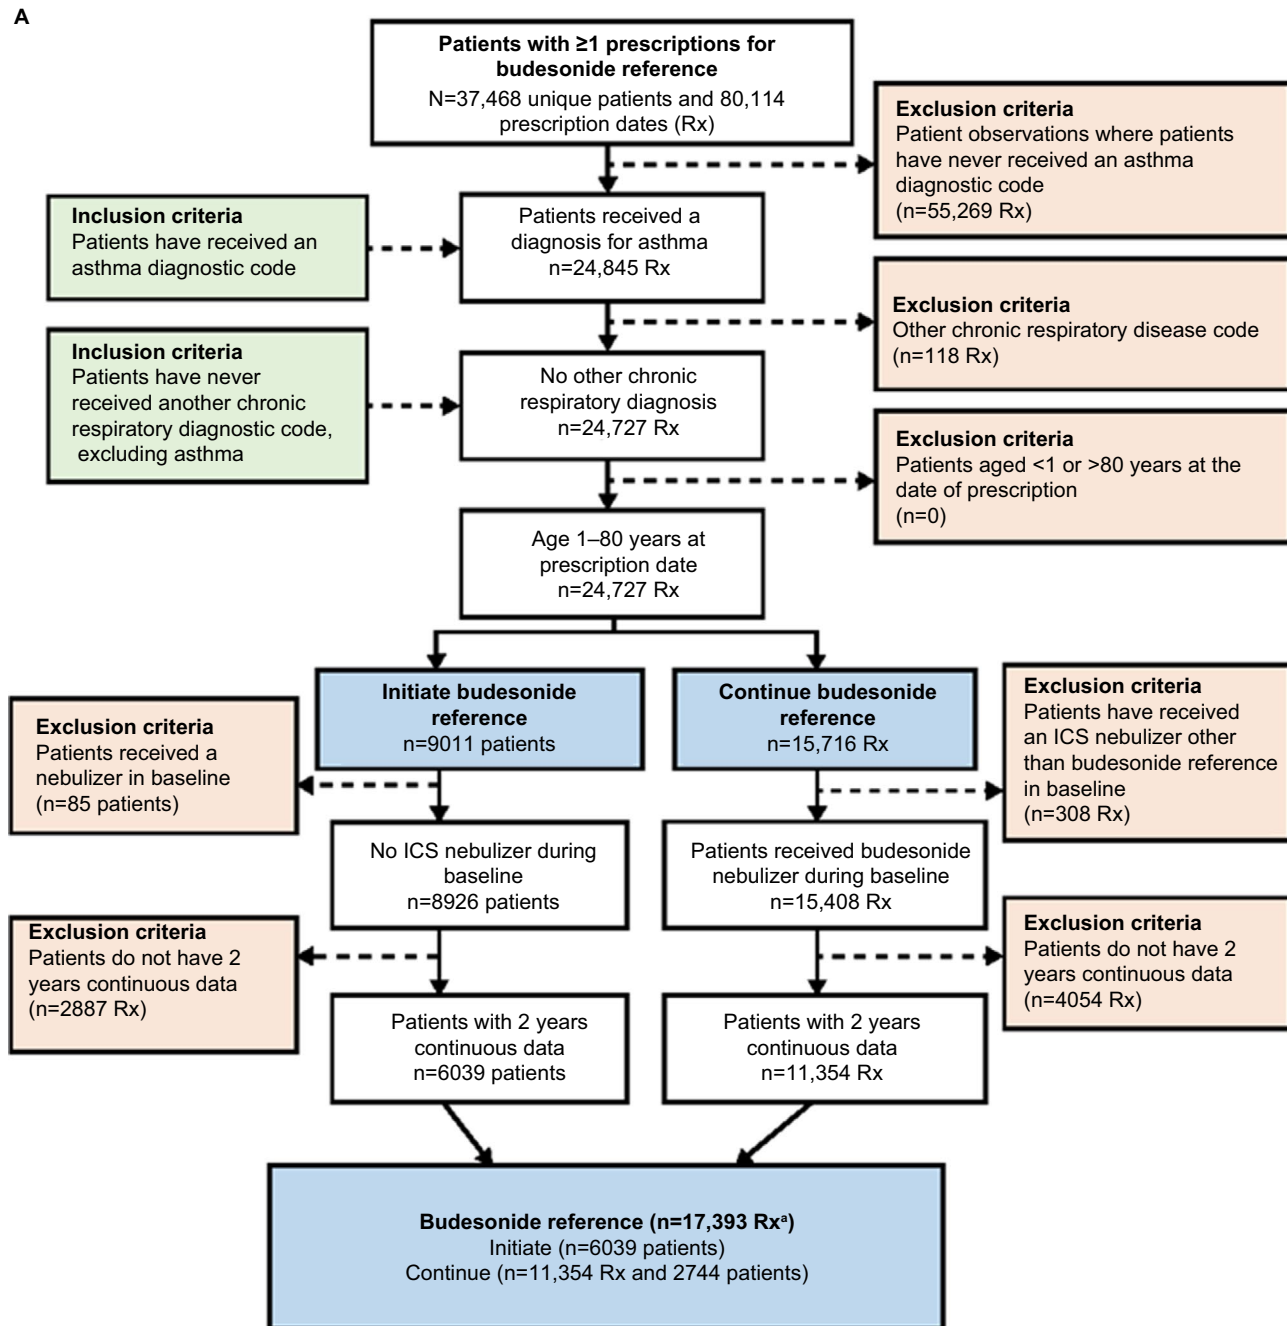 A
Patients with ≥1 prescriptions for
budesonide reference
N=37,468 unique patients and 80,114
prescription dates (Rx)
Exclusion criteria
Patient observations where patients
have never received an asthma
diagnostic code
(n=55,269 Rx)
Inclusion criteria
Patients have received an
asthma diagnostic code
Patients received a
diagnosis for asthma
n=24,845 Rx
Exclusion criteria
Other chronic respiratory disease code
(n=118 Rx)
Inclusion criteria
Patients have never
received another chronic
respiratory diagnostic code,
excluding asthma
No other chronic
respiratory diagnosis
n=24,727 Rx
Exclusion criteria
Patients aged <1 or >80 years at the
date of prescription
(n=0)
Age 1–80 years at
prescription date
n=24,727 Rx
Initiate budesonide
reference
n=9011 patients
Continue budesonide
reference
n=15,716 Rx
Exclusion criteria
Patients received a
nebulizer in baseline
(n=85 patients)
Exclusion criteria
Patients have received
an ICS nebulizer other
than budesonide reference
in baseline
(n=308 Rx)
No ICS nebulizer during
baseline
n=8926 patients
Patients received budesonide
nebulizer during baseline
n=15,408 Rx
Exclusion criteria
Patients do not have 2
years continuous data
(n=2887 Rx)
Exclusion criteria
Patients do not have 2
years continuous data
(n=4054 Rx)
Patients with 2 years
continuous data
n=6039 patients
Patients with 2 years
continuous data
n=11,354 Rx
Budesonide reference (n=17,393 Rxᵃ)
Initiate (n=6039 patients)
Continue (n=11,354 Rx and 2744 patients)